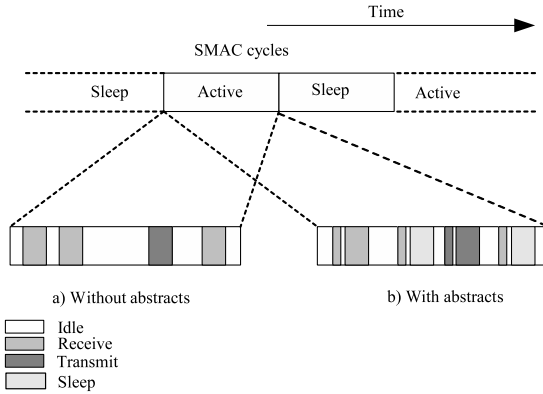 Time
SMAC cycles
Sleep Active Sleep Active
a) Without abstracts b) With abstracts
Idle
Receive
Transmit
Sleep